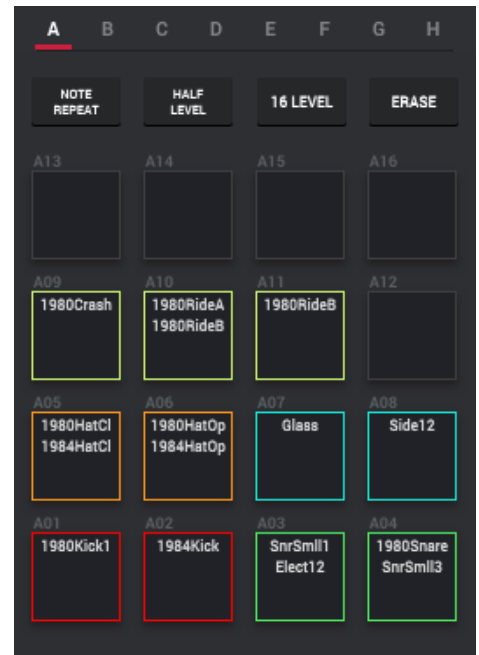 A B C D E F G H
NOTE REPEAT HALF LEVEL 16 LEVEL ERASE
A13 A14 A15 A16
A09 A10 A11 A12
1980Crash 1980RideA 1980RideB
1980RideB
A05 A06 A07 A08
1980HatCl 1980HatOp Glass Side12
1984HatCl 1984HatOp
A01 A02 A03 A04
1980Kick1 1984Kick SnrSmll1 1980Snare
Elect12 SnrSmll3